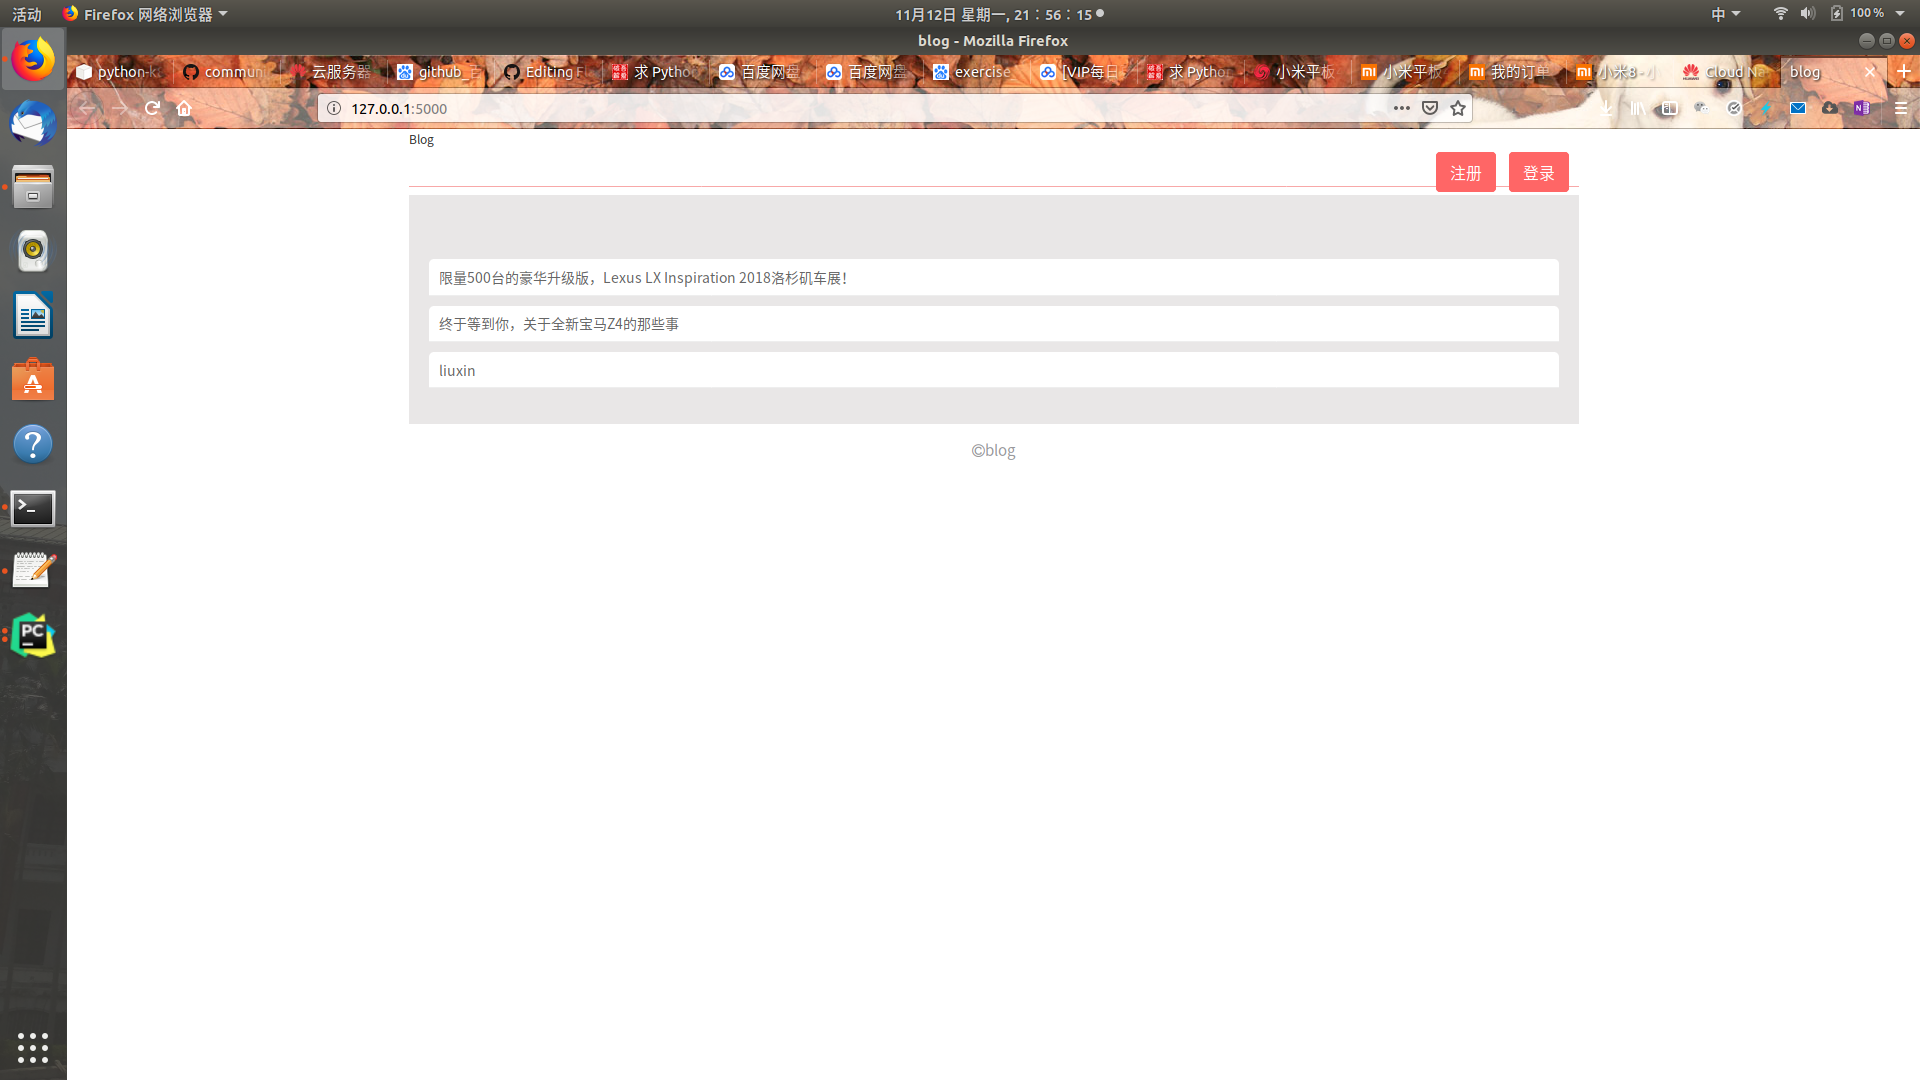 活动 Firefox 网络浏览器 11月12日 星期一, 21：56：15 中 100%
blog - Mozilla Firefox
python-k 云服务器 github_ Editing F 求 Pytho 百度网盘 百度网盘 exercise [VIP每日 求 Pytho 小米平板 小米平板 我的订单 小米8 - 小 Cloud Na blog
127.0.0.1:5000
Blog
注册 登录
限量500台的豪华升级版，Lexus LX Inspiration 2018洛杉矶车展！
终于等到你，关于全新宝马Z4的那些事
liuxin
©blog